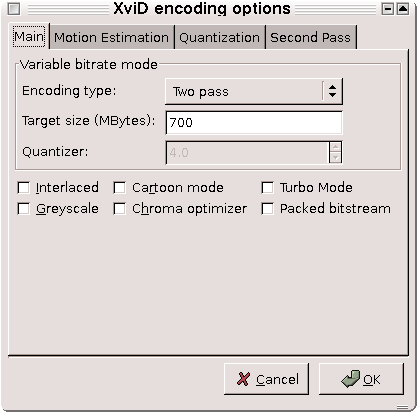 XviD encoding options
Main Motion Estimation Quantization Second Pass
Variable bitrate mode
Encoding type: Two pass
Target size (MBytes): 700
Quantizer: 4.0
Interlaced Cartoon mode Turbo Mode
Greyscale Chroma optimizer Packed bitstream
Cancel OK